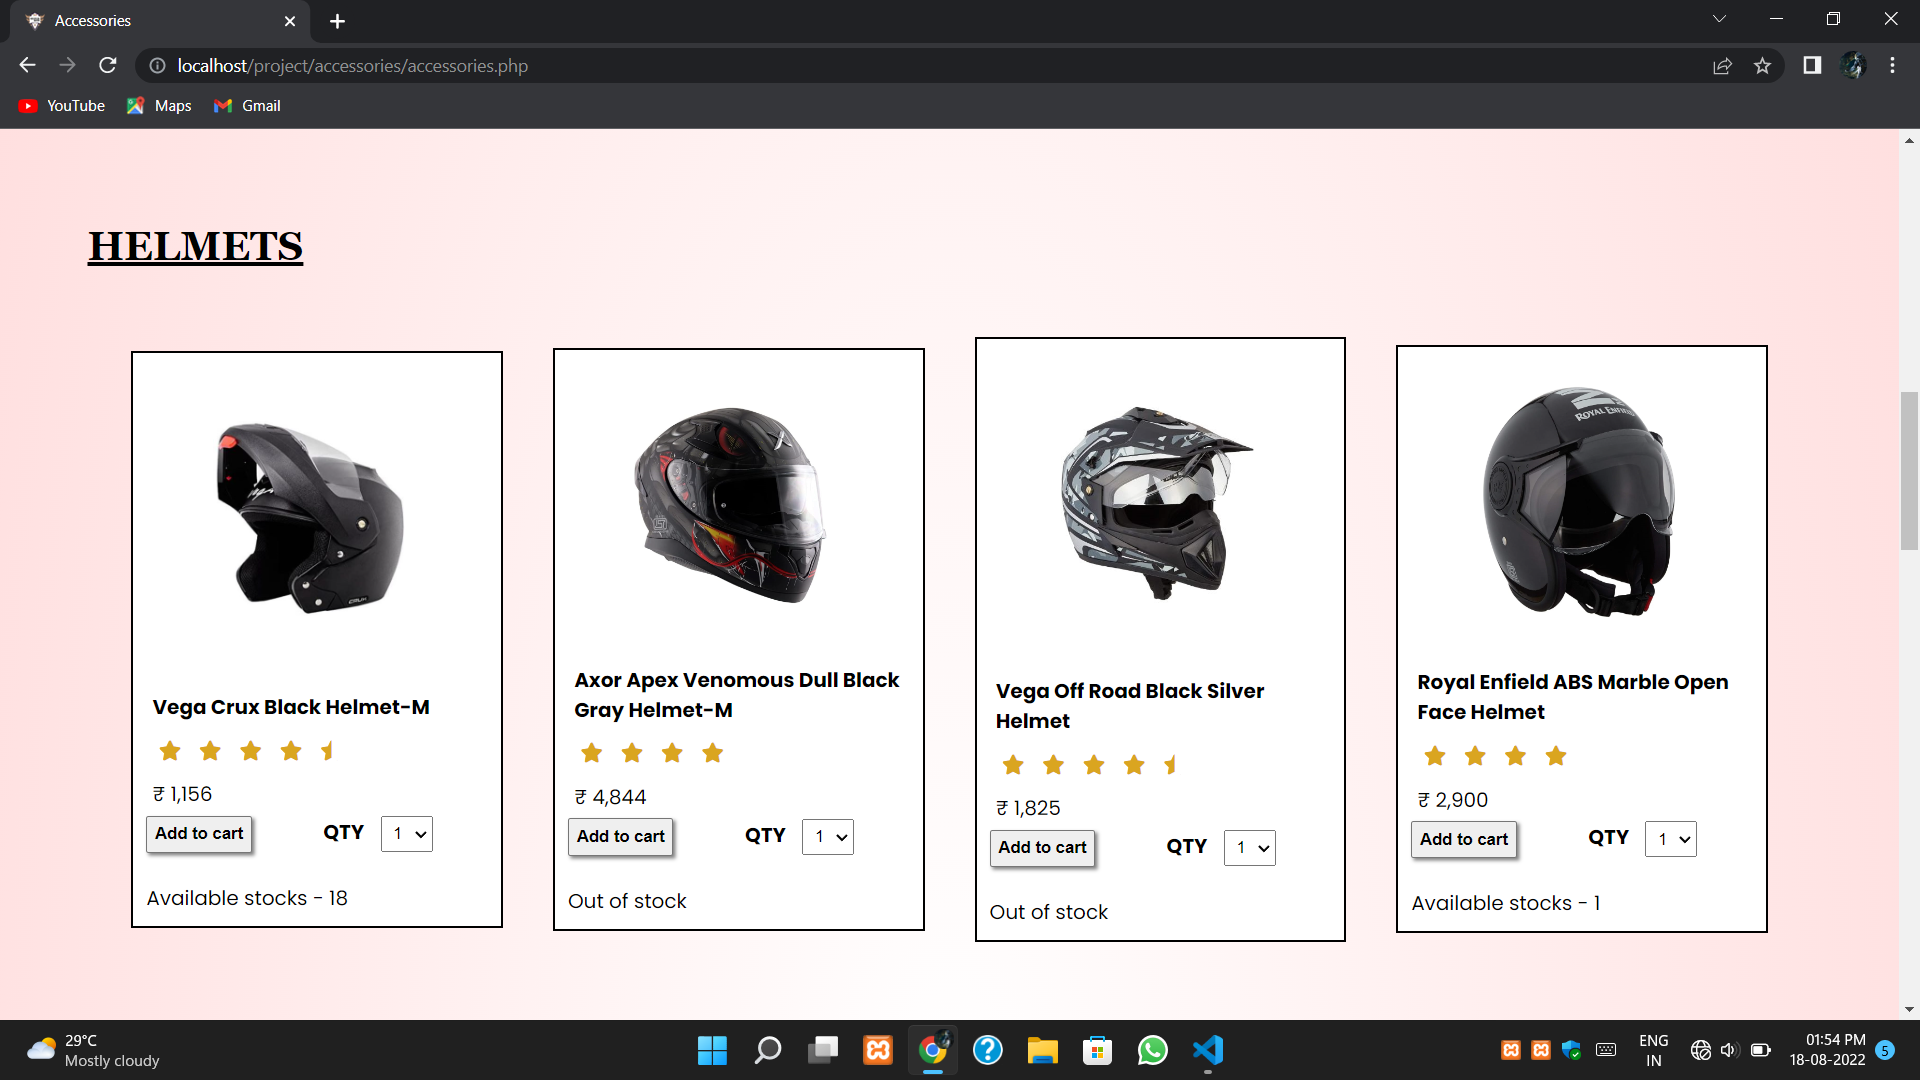 Accessories
localhost/project/accessories/accessories.php
YouTube Maps Gmail
HELMETS
ROYAL ENFIELD
CRUX
Vega Crux Black Helmet-M
₹ 1,156
Add to cart QTY 1
Available stocks - 18
Axor Apex Venomous Dull Black
Gray Helmet-M
₹ 4,844
Add to cart QTY 1
Out of stock
Vega Off Road Black Silver
Helmet
₹ 1,825
Add to cart QTY 1
Out of stock
Royal Enfield ABS Marble Open
Face Helmet
₹ 2,900
Add to cart QTY 1
Available stocks - 1
29°C
Mostly cloudy
ENG
IN
01:54 PM
18-08-2022
5